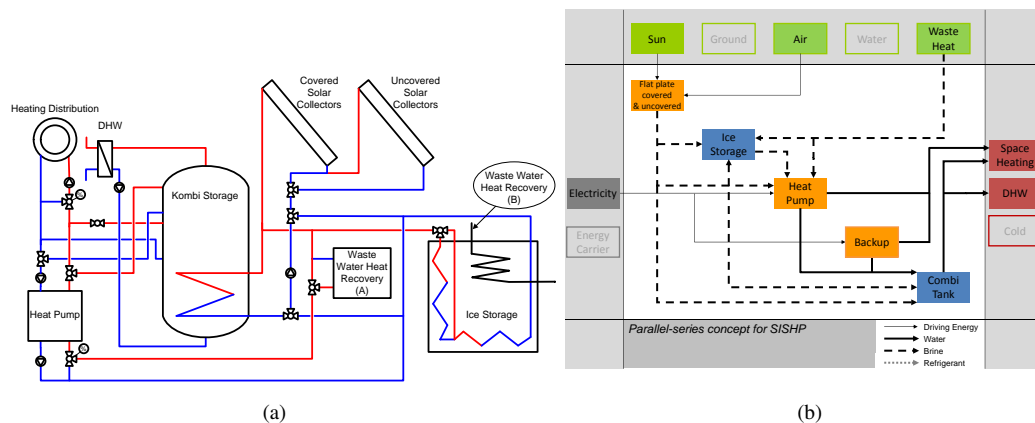 Covered
Solar
Collectors
Uncovered
Solar
Collectors
Heating Distribution
DHW
Kombi Storage
Waste Water
Heat Recovery
(B)
Waste
Water Heat
Recovery
(A)
Heat Pump
Ice Storage
(a)
Sun
Ground
Air
Water
Waste
Heat
Flat plate
covered
& uncovered
Ice
Storage
Space
Heating
Electricity
Heat
Pump
DHW
Energy
Carrier
Backup
Cold
Combi
Tank
Parallel-series concept for SISHP
Driving Energy
Water
Brine
Refrigerant
(b)